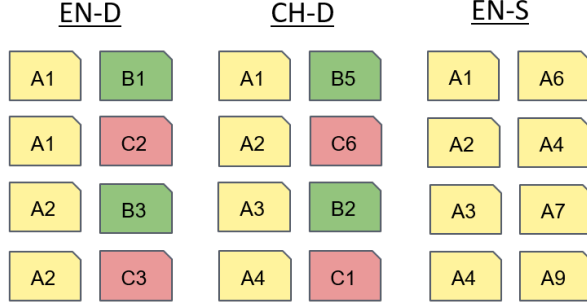 EN-D CH-D EN-S
A1 B1 A1 B5 A1 A6
A1 C2 A2 C6 A2 A4
A2 B3 A3 B2 A3 A7
A2 C3 A4 C1 A4 A9